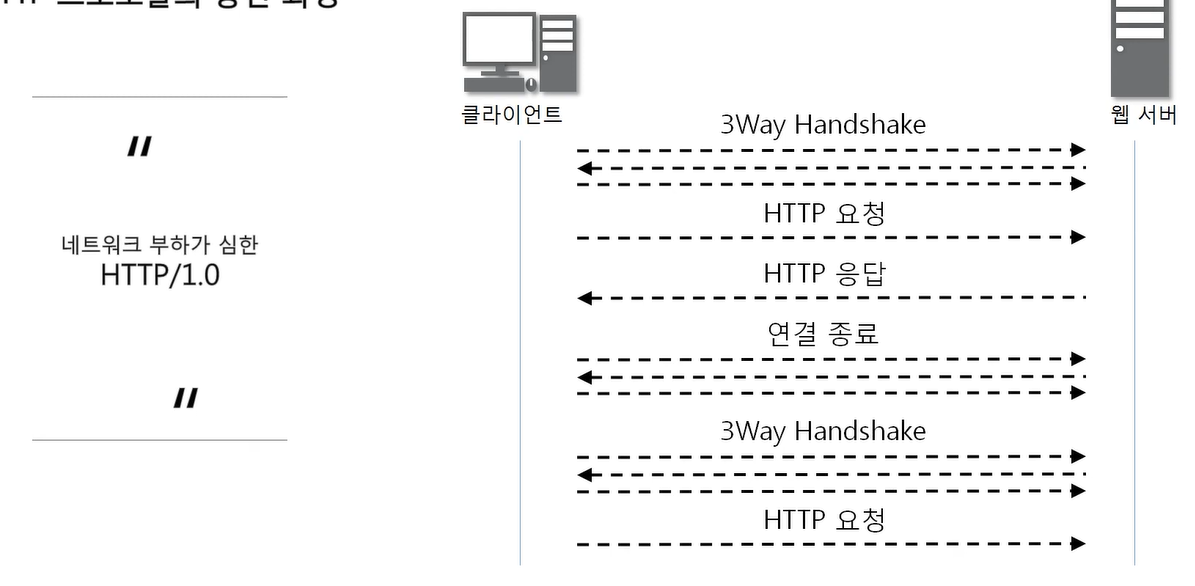 클라이언트
웹 서버
네트워크 부하가 심한
HTTP/1.0
3Way Handshake
HTTP 요청
HTTP 응답
연결 종료
3Way Handshake
HTTP 요청